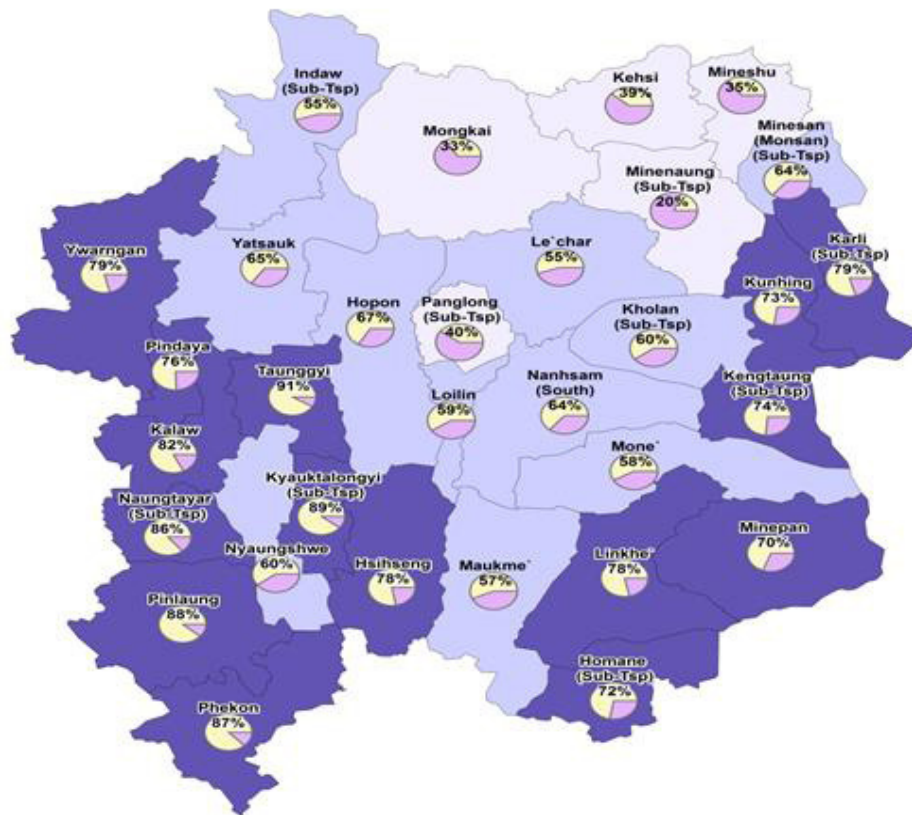 Indaw
(Sub-Tsp)
55%
Mongkai
33%
Kehsi
39%
Mineshu
35%
Minesan
(Monsan)
(Sub-Tsp)
64%
Minenaung
(Sub-Tsp)
20%
Ywarngan
79%
Yatsauk
65%
Le`char
55%
Karli
(Sub-Tsp)
79%
Kunhing
73%
Hopon
67%
Panglong
(Sub-Tsp)
40%
Kholan
(Sub-Tsp)
60%
Pindaya
76%
Taunggyi
91%
Loilin
59%
Nanhsam
(South)
64%
Kengtaung
(Sub-Tsp)
74%
Kalaw
82%
Mone`
58%
Naungtayar
(Sub-Tsp)
86%
Kyauktalongyi
(Sub-Tsp)
89%
Nyaungshwe
60%
Hsihseng
78%
Maukme`
57%
Linkhe`
78%
Minepan
70%
Pinlaung
88%
Homane
(Sub-Tsp)
72%
Phekon
87%